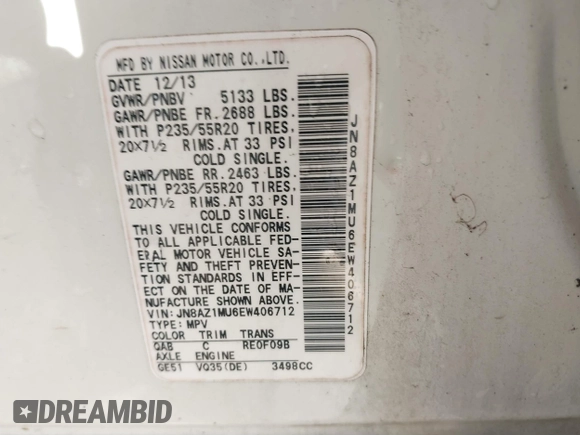 MFD BY NISSAN MOTOR CO.,LTD.
DATE 12/13
GVWR/PNBV 5133 LBS.
GAWR/PNBE FR. 2688 LBS.
WITH P235/55R20 TIRES,
20X7½ RIMS.AT 33 PSI
COLD SINGLE.
GAWR/PNBE RR. 2463 LBS.
WITH P235/55R20 TIRES,
20X7½ RIMS.AT 33 PSI
COLD SINGLE.
THIS VEHICLE CONFORMS
TO ALL APPLICABLE FED-
ERAL MOTOR VEHICLE SA-
FETY AND THEFT PREVEN-
TION STANDARDS IN EFF-
ECT ON THE DATE OF MA-
NUFACTURE SHOWN ABOVE.
VIN:JN8AZ1MU6EW406712
TYPE:MPV
COLOR TRIM TRANS
QAB C RE0F09B
AXLE ENGINE
GE51 VQ35(DE) 3498CC
JN8AZ1MU6EW406712
DREAMBID